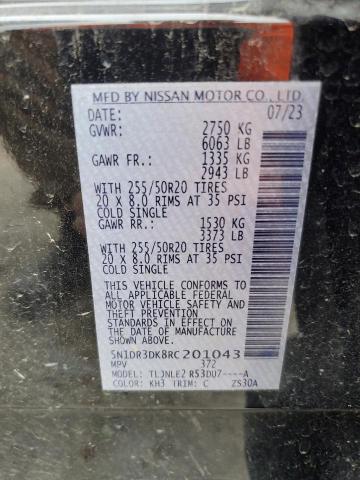 MFD BY NISSAN MOTOR CO., LTD.
DATE: 07/23
GVWR: 2750 KG
6063 LB
GAWR FR.: 1335 KG
2943 LB
WITH 255/50R20 TIRES
20 X 8.0 RIMS AT 35 PSI
COLD SINGLE
GAWR RR.: 1530 KG
3373 LB
WITH 255/50R20 TIRES
20 X 8.0 RIMS AT 35 PSI
COLD SINGLE
THIS VEHICLE CONFORMS TO
ALL APPLICABLE FEDERAL
MOTOR VEHICLE SAFETY AND
THEFT PREVENTION
STANDARDS IN EFFECT ON
THE DATE OF MANUFACTURE
SHOWN ABOVE.
5N1DR3DK8RC201043
MPV 372
MODEL: TLJNLE2 R53DU7----A
COLOR: KH3 TRIM: C ZS30A